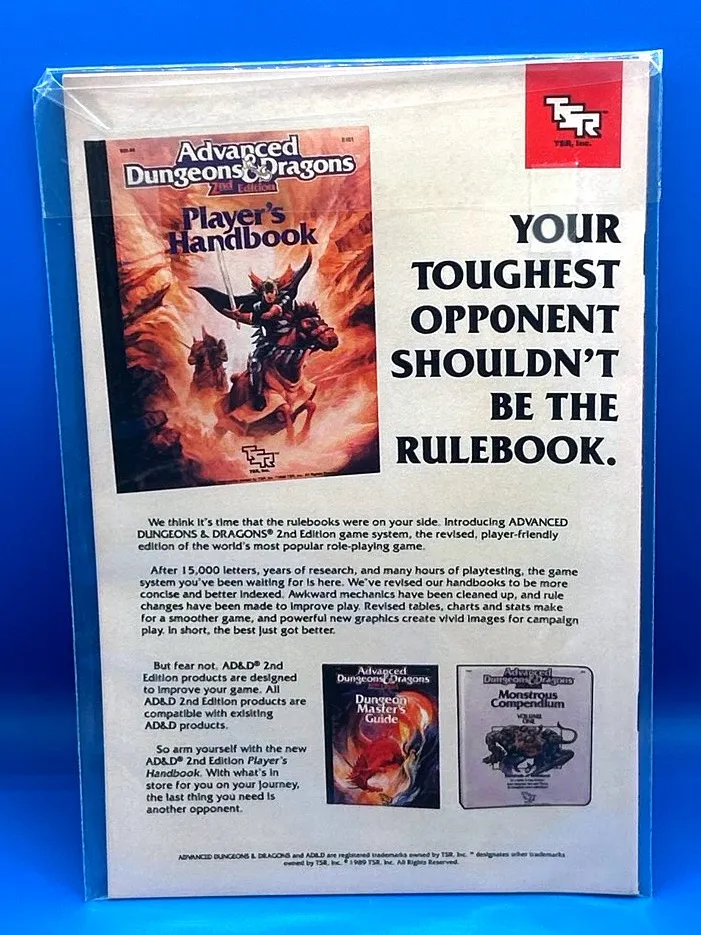 TSR
TSR, Inc.
Advanced
Dungeons & Dragons
2nd Edition
Player's
Handbook
TSR
TSR, Inc.
YOUR
TOUGHEST
OPPONENT
SHOULDN'T
BE THE
RULEBOOK.
We think it's time that the rulebooks were on your side. Introducing ADVANCED
DUNGEONS & DRAGONS® 2nd Edition game system, the revised, player-friendly
edition of the world's most popular role-playing game.
After 15,000 letters, years of research, and many hours of playtesting, the game
system you've been waiting for is here. We've revised our handbooks to be more
concise and better indexed. Awkward mechanics have been cleaned up, and rule
changes have been made to improve play. Revised tables, charts and stats make
for a smoother game, and powerful new graphics create vivid images for campaign
play. In short, the best just got better.
But fear not. AD&D® 2nd
Edition products are designed
to improve your game. All
AD&D 2nd Edition products are
compatible with existing
AD&D products.
So arm yourself with the new
AD&D® 2nd Edition Player's
Handbook. With what's in
store for you on your journey,
the last thing you need is
another opponent.
Advanced
Dungeons & Dragons
Dungeon
Master's
Guide
Advanced
Dungeons & Dragons
Monstrous
Compendium
VOLUME
ONE
ADVANCED DUNGEONS & DRAGONS and AD&D are registered trademarks owned by TSR, Inc. ™ designates other trademarks
owned by TSR, Inc. © 1989 TSR, Inc. All Rights Reserved.